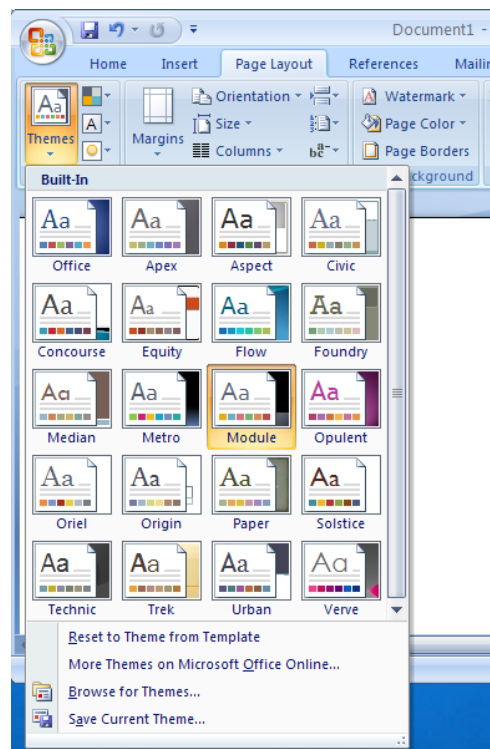 Document1 -
Home Insert Page Layout References Mailin
Aa Themes
A
Margins
Orientation
Size
Columns
a-
bc
Watermark
Page Color
Page Borders
ckground
Built-In
Aa Aa Aa Aa
Office Apex Aspect Civic
Aa Aa Aa Aa
Concourse Equity Flow Foundry
Aa Aa Aa Aa
Median Metro Module Opulent
Aa Aa Aa Aa
Oriel Origin Paper Solstice
Aa Aa Aa Aa
Technic Trek Urban Verve
Reset to Theme from Template
More Themes on Microsoft Office Online...
Browse for Themes...
Save Current Theme...